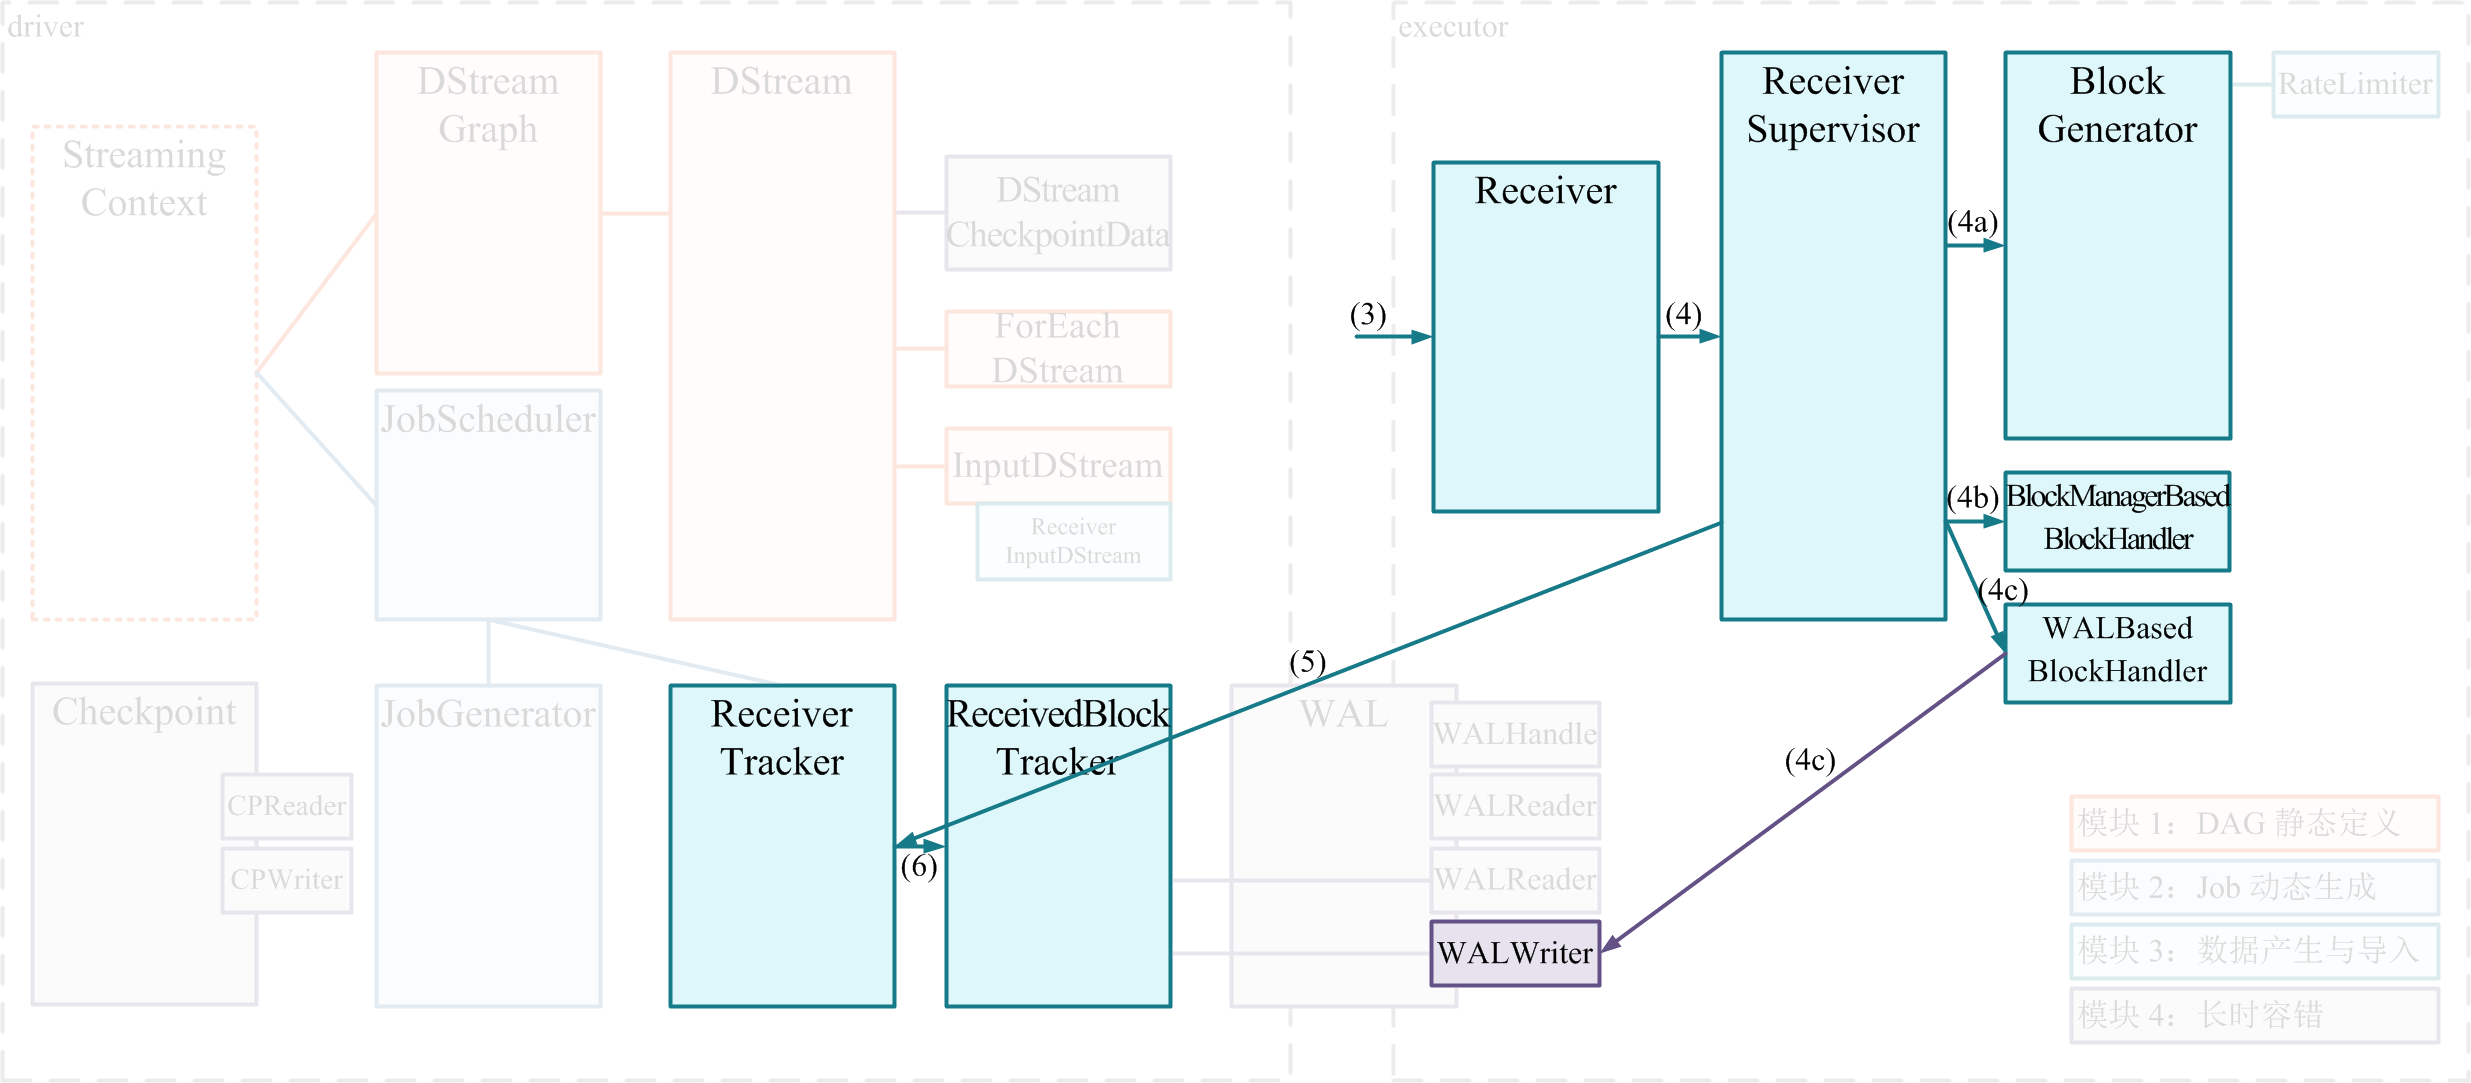 driver
DStream
Graph
DStream
Streaming
Context
DStream
CheckpointData
ForEach
DStream
JobScheduler
InputDStream
Receiver
InputDStream
Checkpoint
CPReader
CPWriter
JobGenerator
Receiver
Tracker
ReceivedBlock
Tracker
(6)
(5)
WAL
WALHandle
WALReader
WALReader
WALWriter
executor
(3)
Receiver
(4)
Receiver
Supervisor
(4a)
Block
Generator
RateLimiter
(4b)
BlockManagerBased
BlockHandler
(4c)
WALBased
BlockHandler
(4c)
模块 1：DAG 静态定义
模块 2：Job 动态生成
模块 3：数据产生与导入
模块 4：长时容错